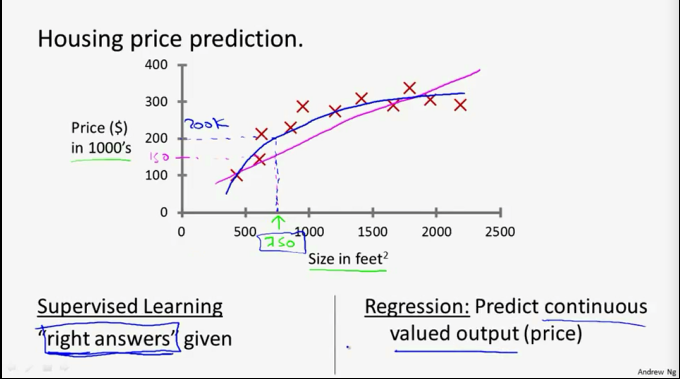 Housing price prediction.
400
300
200K
200
Price ($)
in 1000's
150
100
0
0 500 1000 1500 2000 2500
750
Size in feet²
Supervised Learning
“right answers” given
Regression: Predict continuous
valued output (price)
Andrew Ng